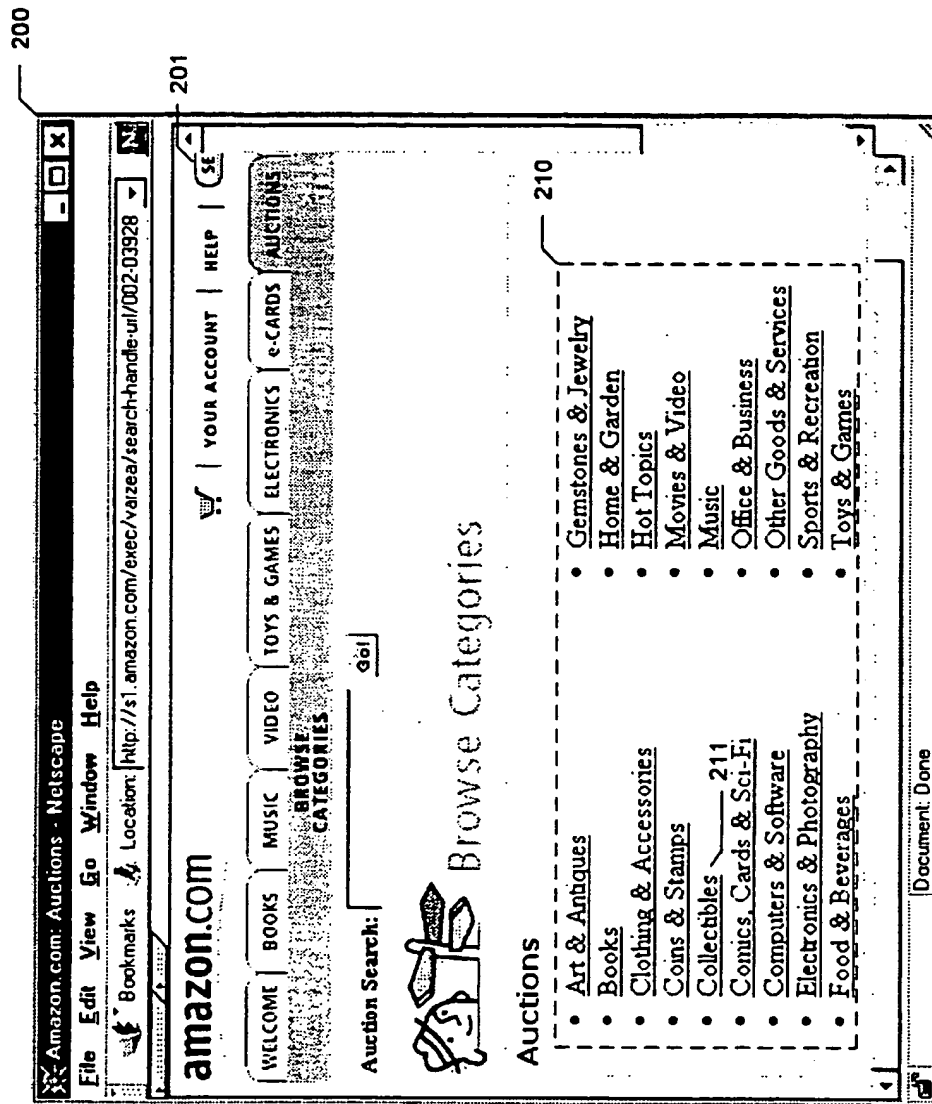 200
Amazon.com: Auctions - Netscape
File Edit View Go Window Help
Bookmarks Location: http://s1.amazon.com/exec/varzea/search-handle-url/002-03928
201
amazon.com
YOUR ACCOUNT | HELP | SE
WELCOME BOOKS MUSIC VIDEO TOYS & GAMES ELECTRONICS e-CARDS AUCTIONS
BROWSE
CATEGORIES
Auction Search: Go!
Browse Categories
Auctions
210
• Art & Antiques
• Books
• Clothing & Accessories
• Coins & Stamps
• Collectibles 211
• Comics, Cards & Sci-Fi
• Computers & Software
• Electronics & Photography
• Food & Beverages
• Gemstones & Jewelry
• Home & Garden
• Hot Topics
• Movies & Video
• Music
• Office & Business
• Other Goods & Services
• Sports & Recreation
• Toys & Games
Document: Done